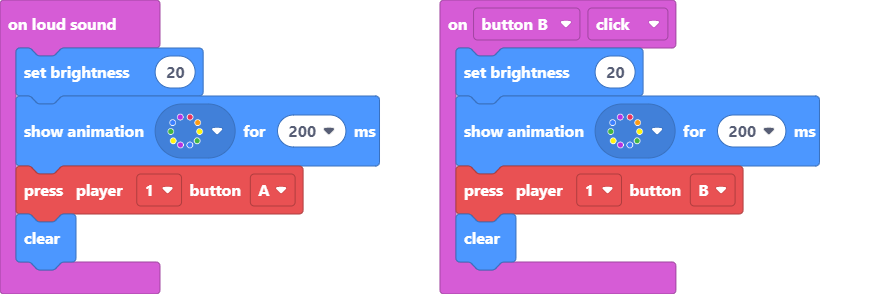 on loud sound
set brightness 20
show animation for 200 ms
press player 1 button A
clear
on button B click
set brightness 20
show animation for 200 ms
press player 1 button B
clear